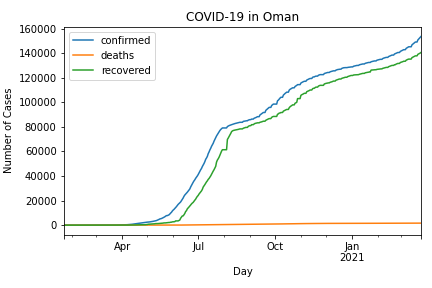 COVID-19 in Oman
160000
140000
120000
100000
80000
60000
40000
20000
0
Number of Cases
confirmed
deaths
recovered
Apr
Jul
Oct
Jan
2021
Day